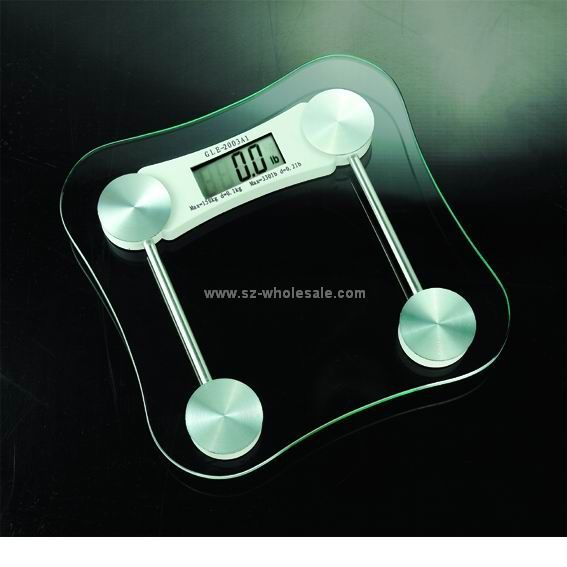 GLE-2003A1
0.0 lb
Max=150kg d=0.1kg Max=330lb d=0.2lb
www.sz-wholesale.com